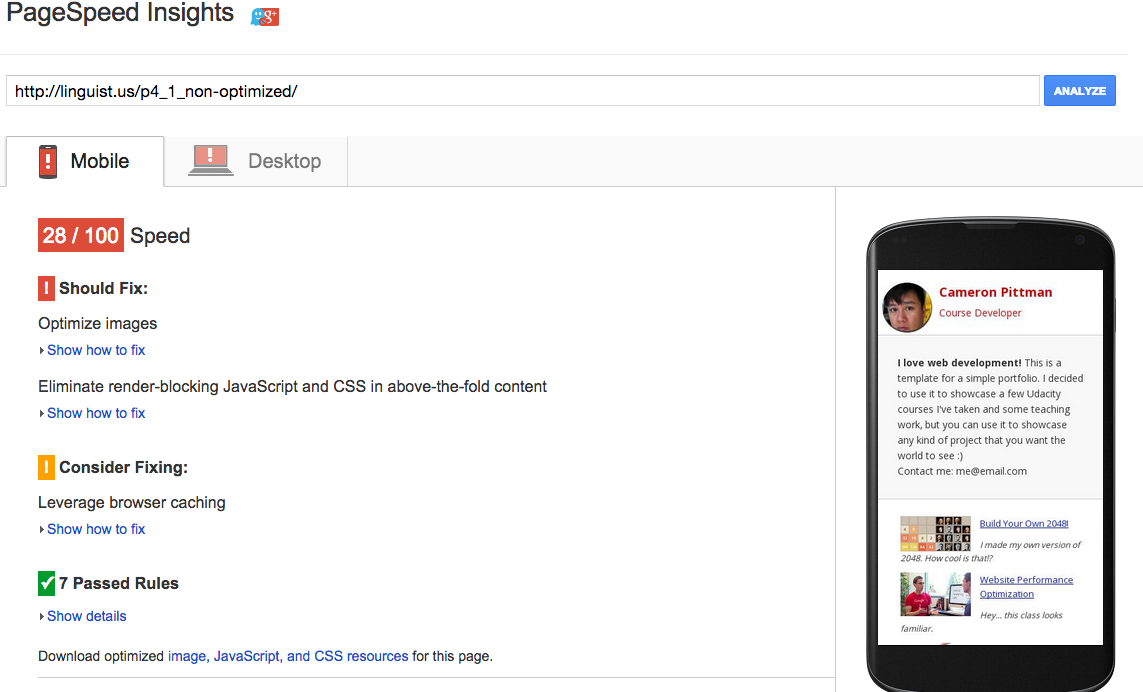 PageSpeed Insights
g+
http://linguist.us/p4_1_non-optimized/
ANALYZE
! Mobile
! Desktop
28 / 100 Speed
! Should Fix:
Optimize images
Show how to fix
Eliminate render-blocking JavaScript and CSS in above-the-fold content
Show how to fix
! Consider Fixing:
Leverage browser caching
Show how to fix
7 Passed Rules
Show details
Download optimized image, JavaScript, and CSS resources for this page.
Cameron Pittman
Course Developer
I love web development! This is a
template for a simple portfolio. I decided
to use it to showcase a few Udacity
courses I've taken and some teaching
work, but you can use it to showcase
any kind of project that you want the
world to see :)
Contact me: me@email.com
Build Your Own 2048!
I made my own version of
2048. How cool is that!?
Website Performance
Optimization
Hey... this class looks
familiar.